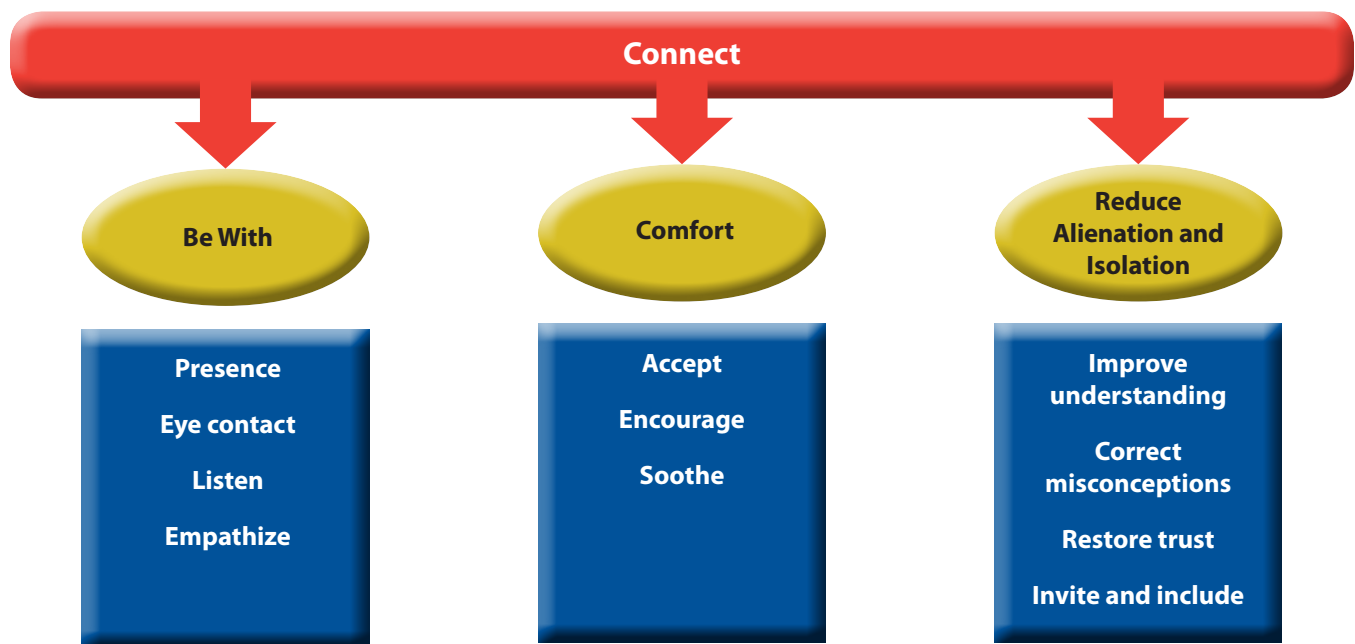 Connect
Be With
Comfort
Reduce
Alienation and
Isolation
Presence
Eye contact
Listen
Empathize
Accept
Encourage
Soothe
Improve
understanding
Correct
misconceptions
Restore trust
Invite and include